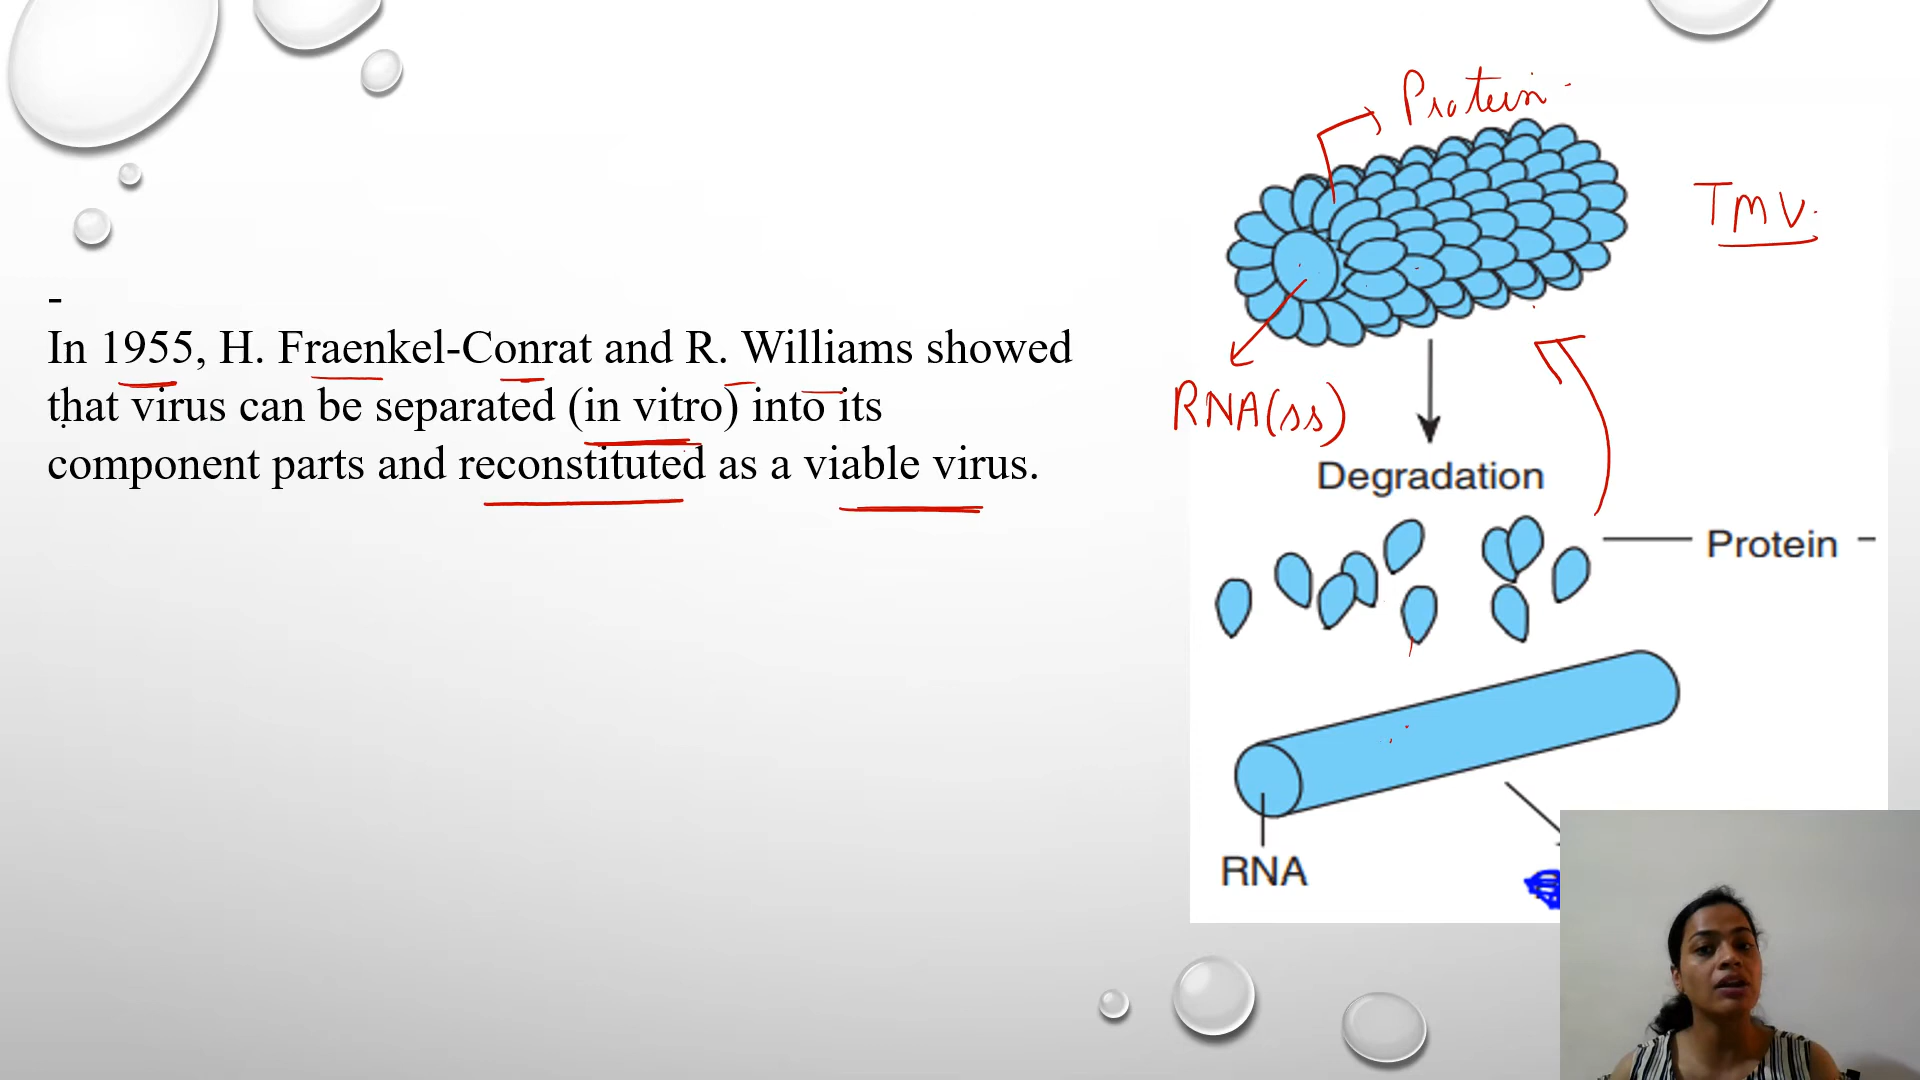 -
In 1955, H. Fraenkel-Conrat and R. Williams showed
that virus can be separated (in vitro) into its
component parts and reconstituted as a viable virus.
Protein
TMV
RNA(ss)
Degradation
Protein
RNA